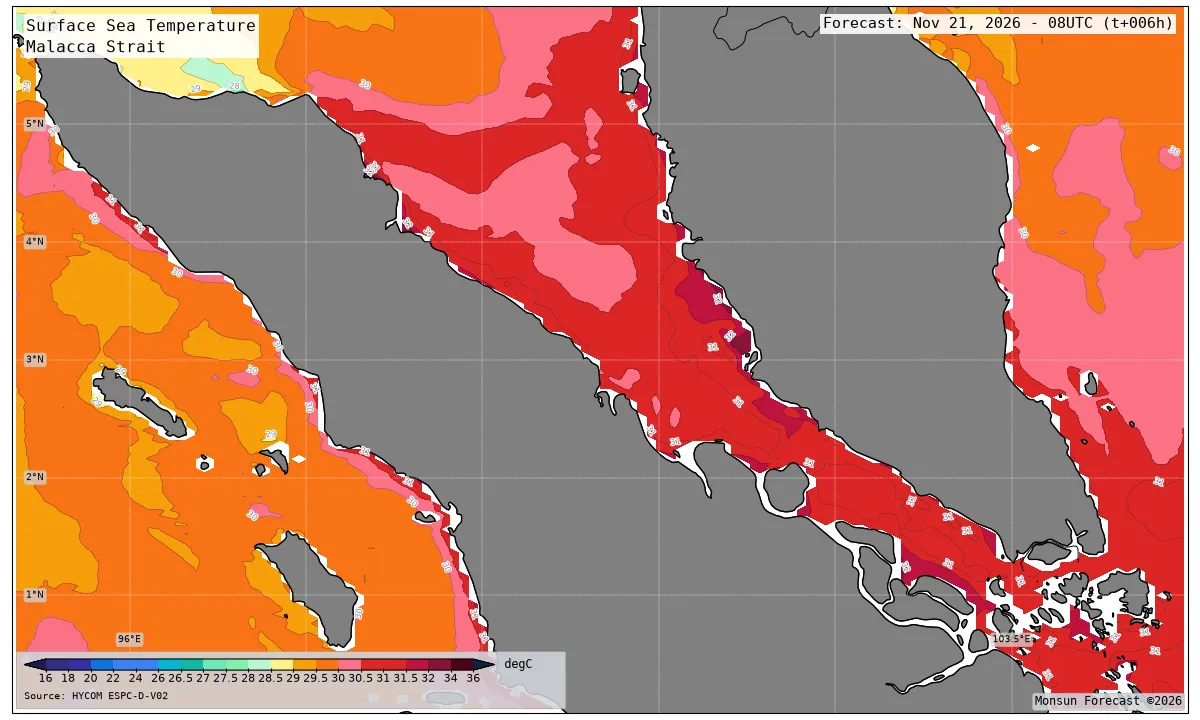 Surface Sea Temperature
Malacca Strait
Forecast: Nov 21, 2026 - 08UTC (t+006h)
5°N
4°N
3°N
2°N
1°N
96°E
103.5°E
degC
16 18 20 22 24 26 26.5 27 27.5 28 28.5 29 29.5 30 30.5 31 31.5 32 34 36
Source: HYCOM ESPC-D-V02
Monsun Forecast ©2026